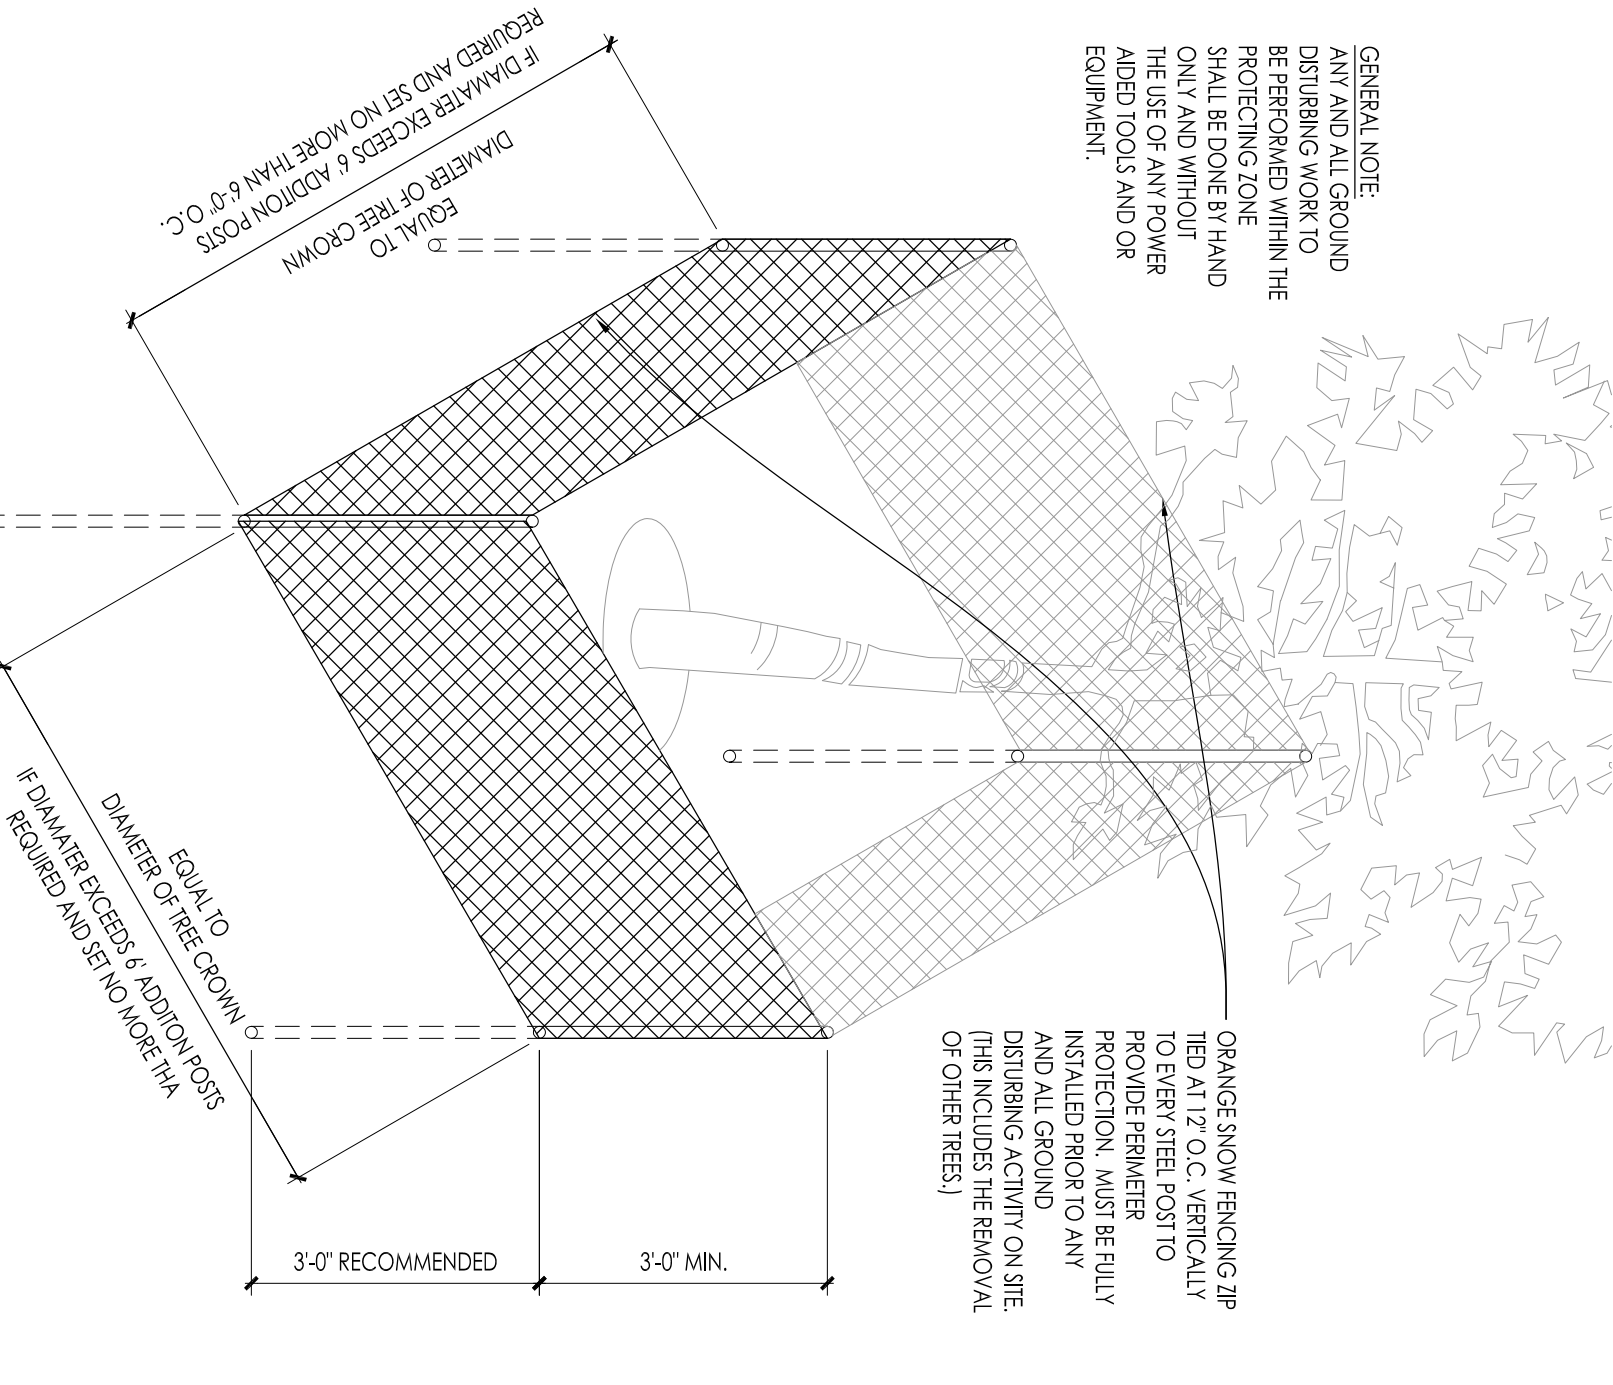 GENERAL NOTE:
ANY AND ALL GROUND
DISTURBING WORK TO
BE PERFORMED WITHIN THE
PROTECTING ZONE
SHALL BE DONE BY HAND
ONLY AND WITHOUT
THE USE OF ANY POWER
AIDED TOOLS AND OR
EQUIPMENT.
ORANGE SNOW FENCING ZIP
TIED AT 12" O.C. VERTICALLY
TO EVERY STEEL POST TO
PROVIDE PERIMETER
PROTECTION. MUST BE FULLY
INSTALLED PRIOR TO ANY
AND ALL GROUND
DISTURBING ACTIVITY ON SITE.
(THIS INCLUDES THE REMOVAL
OF OTHER TREES.)
EQUAL TO
DIAMETER OF TREE CROWN
IF DIAMATER EXCEEDS 6' ADDITON POSTS
REQUIRED AND SET NO MORE THAN 6'-0" O.C.
EQUAL TO
DIAMETER OF TREE CROWN
IF DIAMATER EXCEEDS 6' ADDITON POSTS
REQUIRED AND SET NO MORE THA
3'-0" MIN.
3'-0" RECOMMENDED